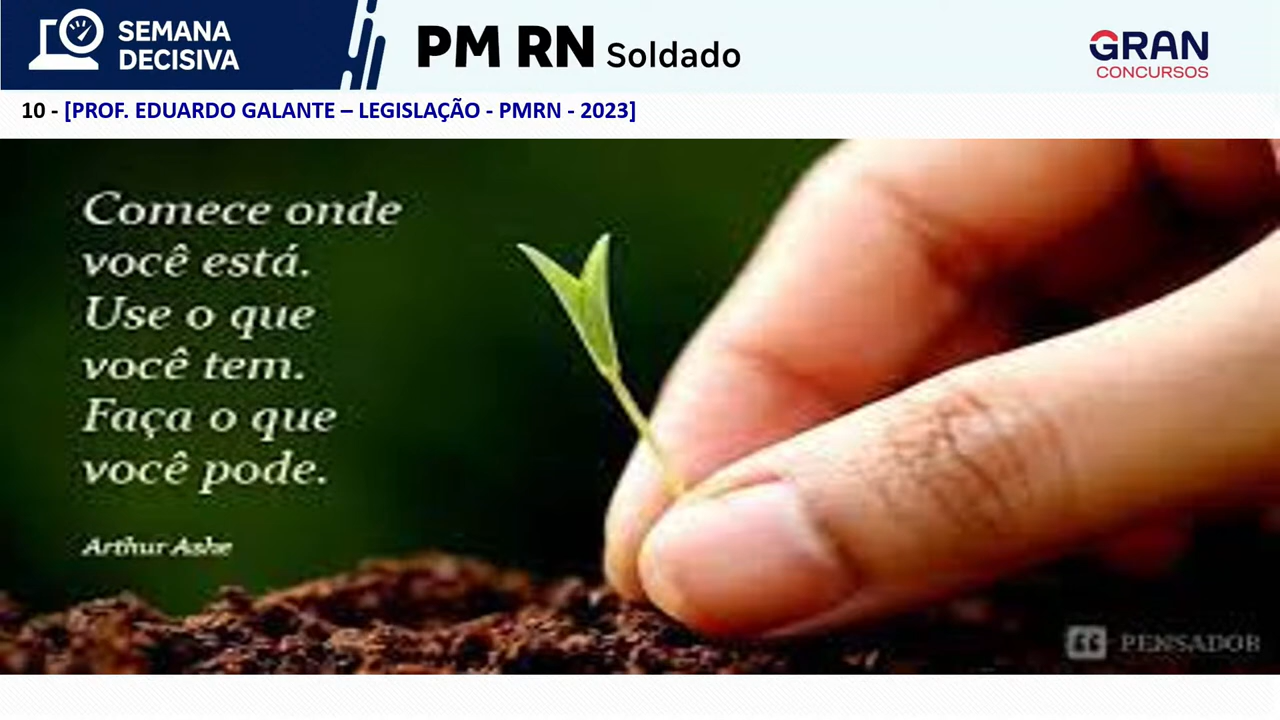 SEMANA
DECISIVA
PM RN Soldado
GRAN
CONCURSOS
10 - [PROF. EDUARDO GALANTE – LEGISLAÇÃO - PMRN - 2023]
Comece onde
você está.
Use o que
você tem.
Faça o que
você pode.
Arthur Ashe
PENSADOR